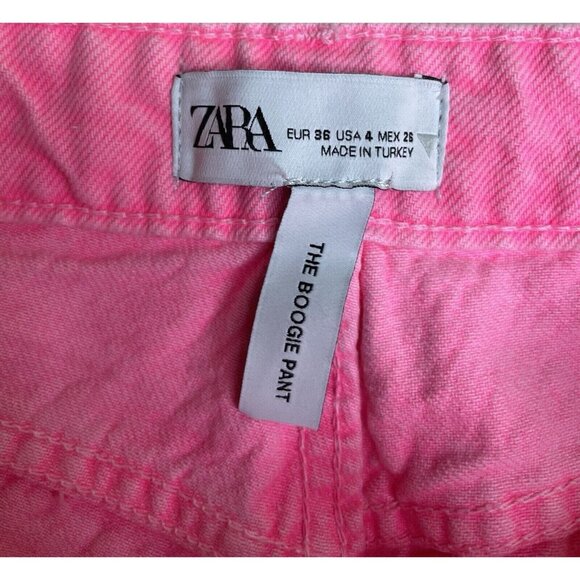 ZARA
EUR 36 USA 4 MEX 26
MADE IN TURKEY
THE BOOGIE PANT